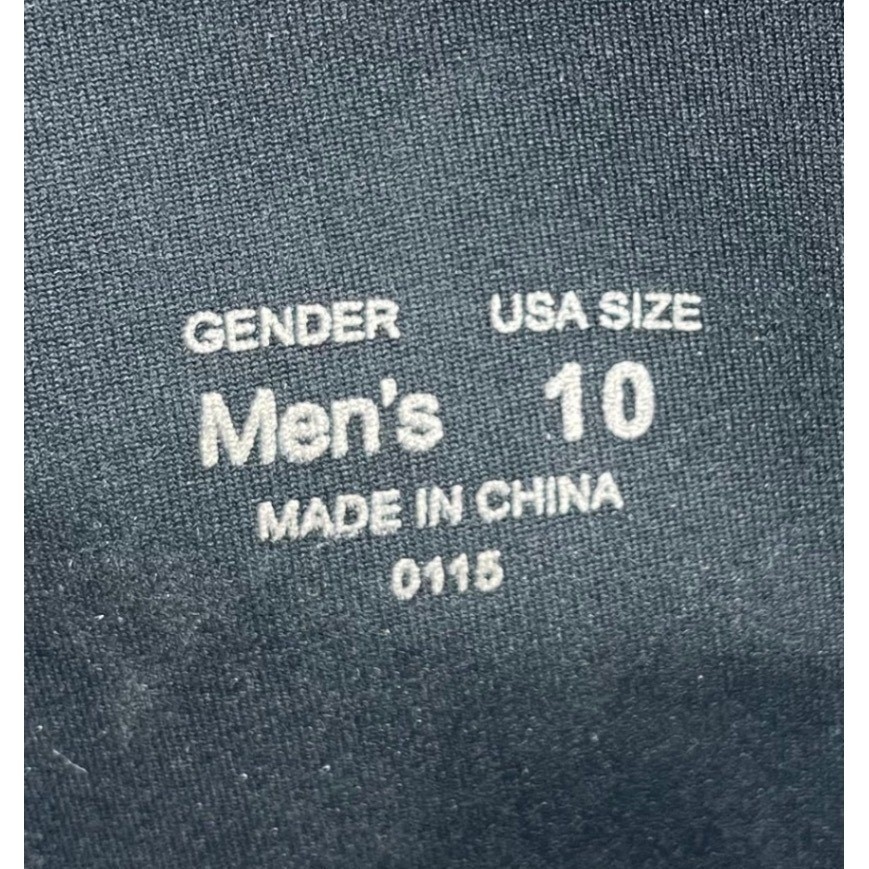 GENDER USA SIZE
Men's 10
MADE IN CHINA
0115